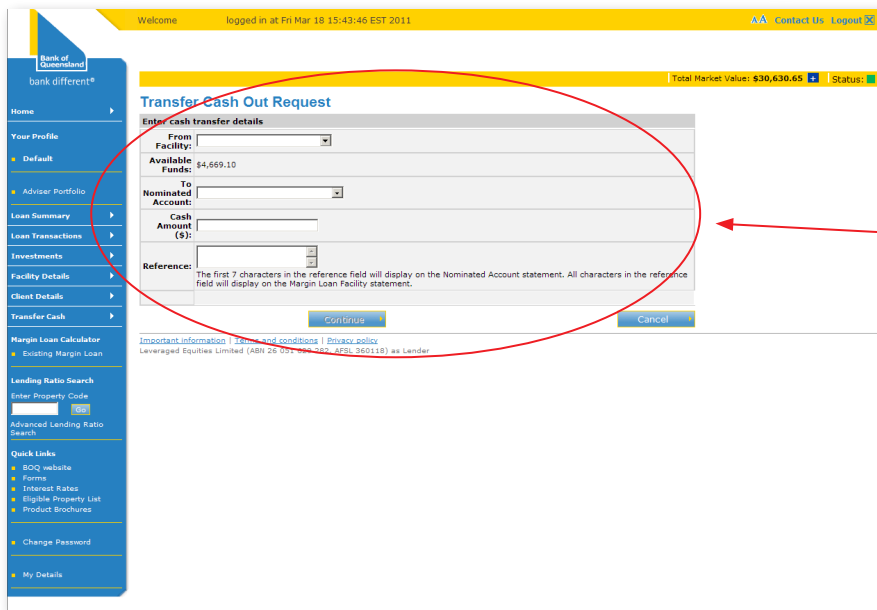 Welcome logged in at Fri Mar 18 15:43:46 EST 2011
AA Contact Us Logout
Bank of
Queensland
bank different®
Total Market Value: $30,630.65 + Status:
Home
Your Profile
Default
Adviser Portfolio
Loan Summary
Loan Transactions
Investments
Facility Details
Client Details
Transfer Cash
Margin Loan Calculator
Existing Margin Loan
Lending Ratio Search
Enter Property Code
Go
Advanced Lending Ratio
Search
Quick Links
BOQ website
Forms
Interest Rates
Eligible Property List
Product Brochures
Change Password
My Details
Transfer Cash Out Request
Enter cash transfer details
From
Facility:
Available
Funds:
$4,669.10
To
Nominated
Account:
Cash
Amount
($):
Reference:
The first 7 characters in the reference field will display on the Nominated Account statement. All characters in the reference
field will display on the Margin Loan Facility statement.
Continue
Cancel
Important information | Terms and conditions | Privacy policy
Leveraged Equities Limited (ABN 26 051 629 282, AFSL 360118) as Lender